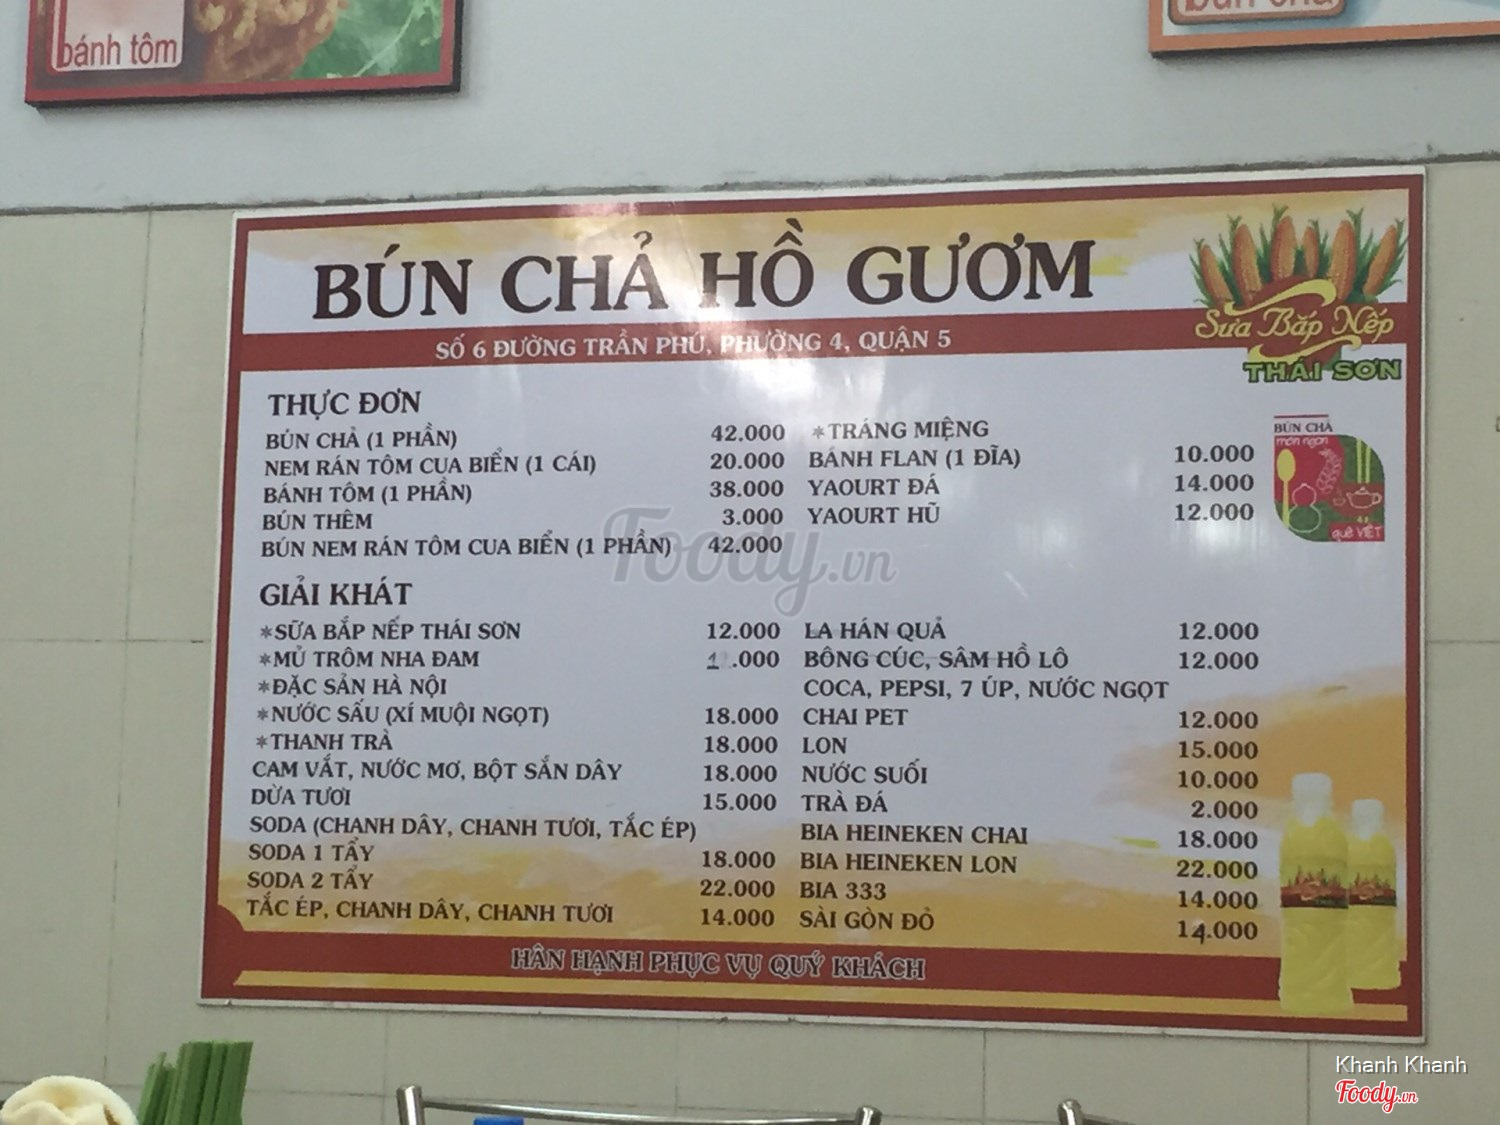 bánh tôm
bún chả
BÚN CHẢ HỒ GƯƠM
SỐ 6 ĐƯỜNG TRẦN PHÚ, PHƯỜNG 4, QUẬN 5
Sữa Bắp Nếp
THÁI SƠN
BÚN CHẢ
món ngon
quê VIỆT
THỰC ĐƠN
BÚN CHẢ (1 PHẦN) 42.000
NEM RÁN TÔM CUA BIỂN (1 CÁI) 20.000
BÁNH TÔM (1 PHẦN) 38.000
BÚN THÊM 3.000
BÚN NEM RÁN TÔM CUA BIỂN (1 PHẦN) 42.000
*TRÁNG MIỆNG
BÁNH FLAN (1 ĐĨA) 10.000
YAOURT ĐÁ 14.000
YAOURT HŨ 12.000
GIẢI KHÁT
*SỮA BẮP NẾP THÁI SƠN 12.000
*MỦ TRÔM NHA ĐAM 1 .000
*ĐẶC SẢN HÀ NỘI
*NƯỚC SẤU (XÍ MUỘI NGỌT) 18.000
*THANH TRÀ 18.000
CAM VẮT, NƯỚC MƠ, BỘT SẮN DÂY 18.000
DỪA TƯƠI 15.000
SODA (CHANH DÂY, CHANH TƯƠI, TẮC ÉP)
SODA 1 TẨY 18.000
SODA 2 TẨY 22.000
TẮC ÉP, CHANH DÂY, CHANH TƯƠI 14.000
LA HÁN QUẢ 12.000
BÔNG CÚC, SÂM HỒ LÔ 12.000
COCA, PEPSI, 7 ÚP, NƯỚC NGỌT
CHAI PET 12.000
LON 15.000
NƯỚC SUỐI 10.000
TRÀ ĐÁ 2.000
BIA HEINEKEN CHAI 18.000
BIA HEINEKEN LON 22.000
BIA 333 14.000
SÀI GÒN ĐỎ 14.000
HÂN HẠNH PHỤC VỤ QUÝ KHÁCH
Foody.vn
Khanh Khanh
Foody.vn